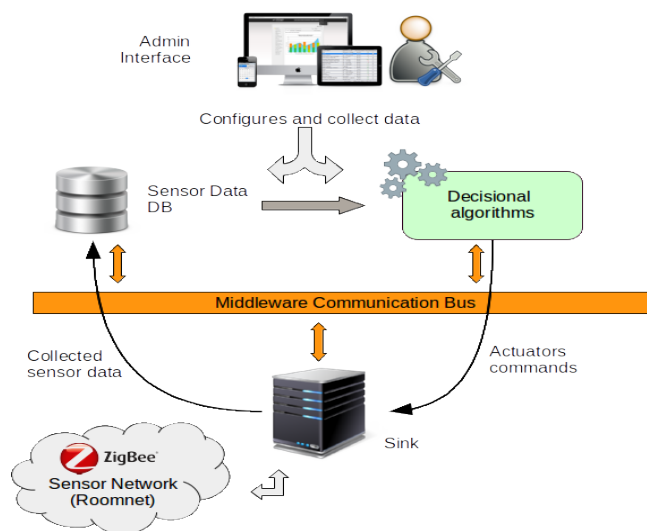 Admin
Interface
Configures and collect data
Sensor Data
DB
Decisional
algorithms
Middleware Communication Bus
Collected
sensor data
Actuators
commands
Sink
ZigBee
Sensor Network
(Roomnet)